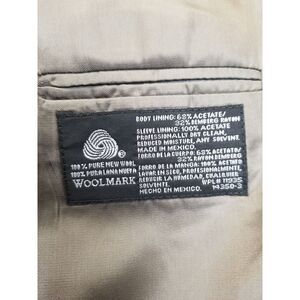 BODY LINING: 68% ACETATE/
32% BEMBERG RAYON
SLEEVE LINING: 100% ACETATE
PROFESSIONALLY DRY CLEAN,
REDUCED MOISTURE, ANY SOLVENT.
MADE IN MEXICO.
FORRO DE LA CUERPO: 68% ACETATO/
32% RAYON BEMBERG
FORRO DE LA MANGA: 100% ACETATO
LAVAR EN SECO, PROFESIONALMENTE,
REDUCIR LA HUMEDAD, CUALQUIER
SOLVENTE.
HECHO EN MEXICO.
WPL# 11935
14350-3
100% PURE NEW WOOL
100% PURA LANA NUEVA
WOOLMARK